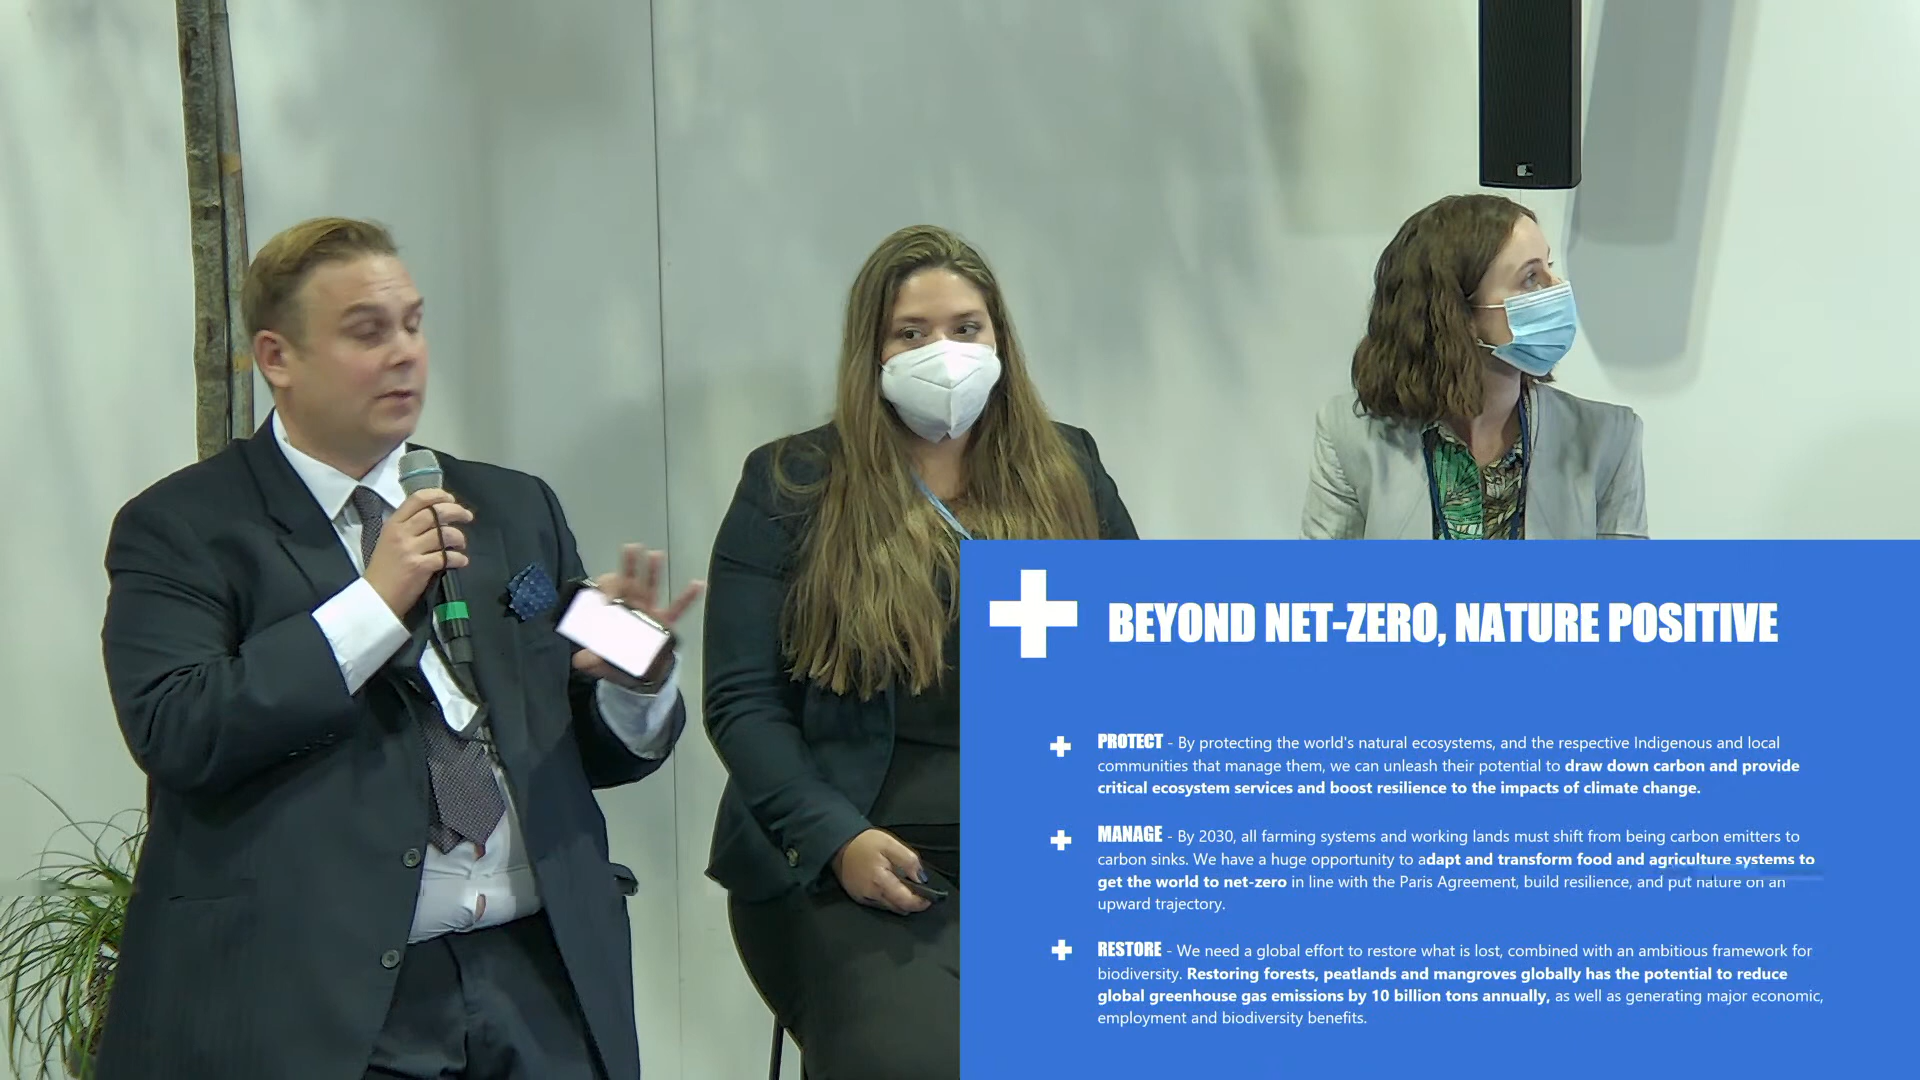 BEYOND NET-ZERO, NATURE POSITIVE
PROTECT - By protecting the world's natural ecosystems, and the respective Indigenous and local
communities that manage them, we can unleash their potential to draw down carbon and provide
critical ecosystem services and boost resilience to the impacts of climate change.
MANAGE - By 2030, all farming systems and working lands must shift from being carbon emitters to
carbon sinks. We have a huge opportunity to adapt and transform food and agriculture systems to
get the world to net-zero in line with the Paris Agreement, build resilience, and put nature on an
upward trajectory.
RESTORE - We need a global effort to restore what is lost, combined with an ambitious framework for
biodiversity. Restoring forests, peatlands and mangroves globally has the potential to reduce
global greenhouse gas emissions by 10 billion tons annually, as well as generating major economic,
employment and biodiversity benefits.